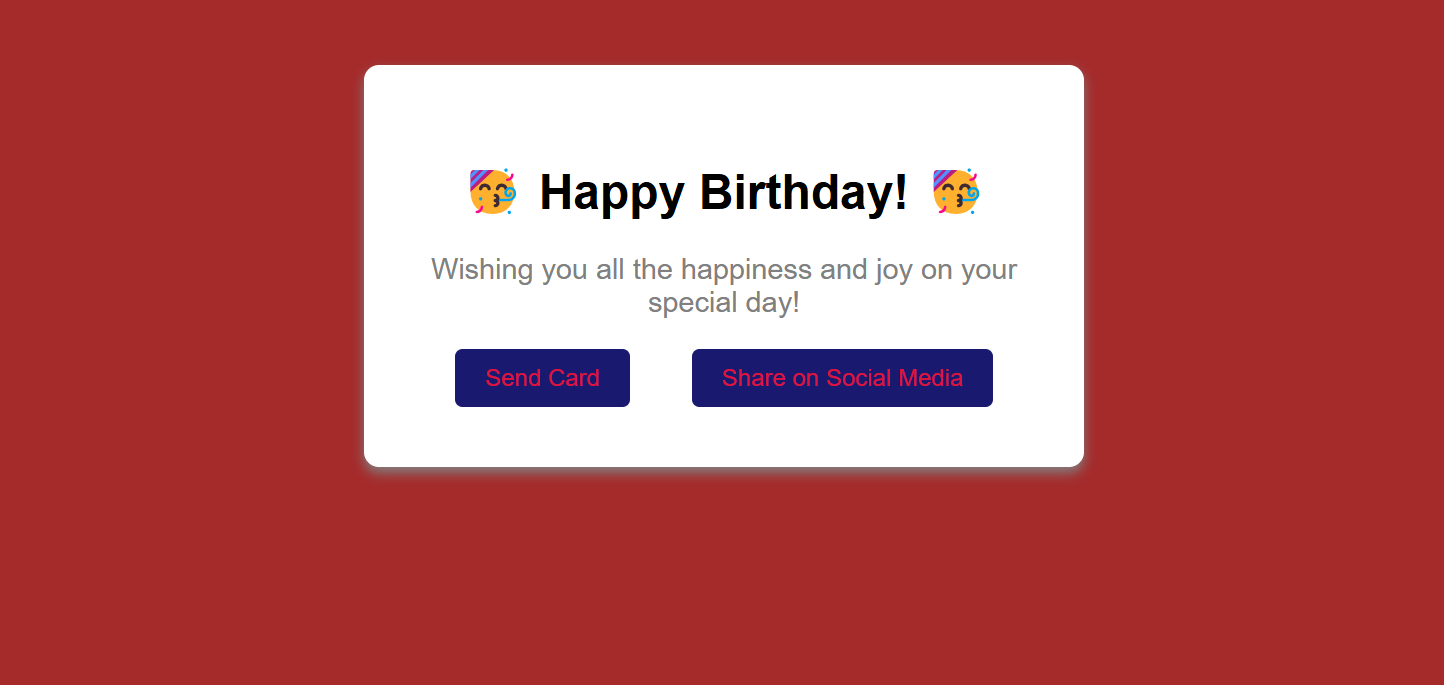 🥳 Happy Birthday! 🥳
Wishing you all the happiness and joy on your
special day!
Send Card
Share on Social Media